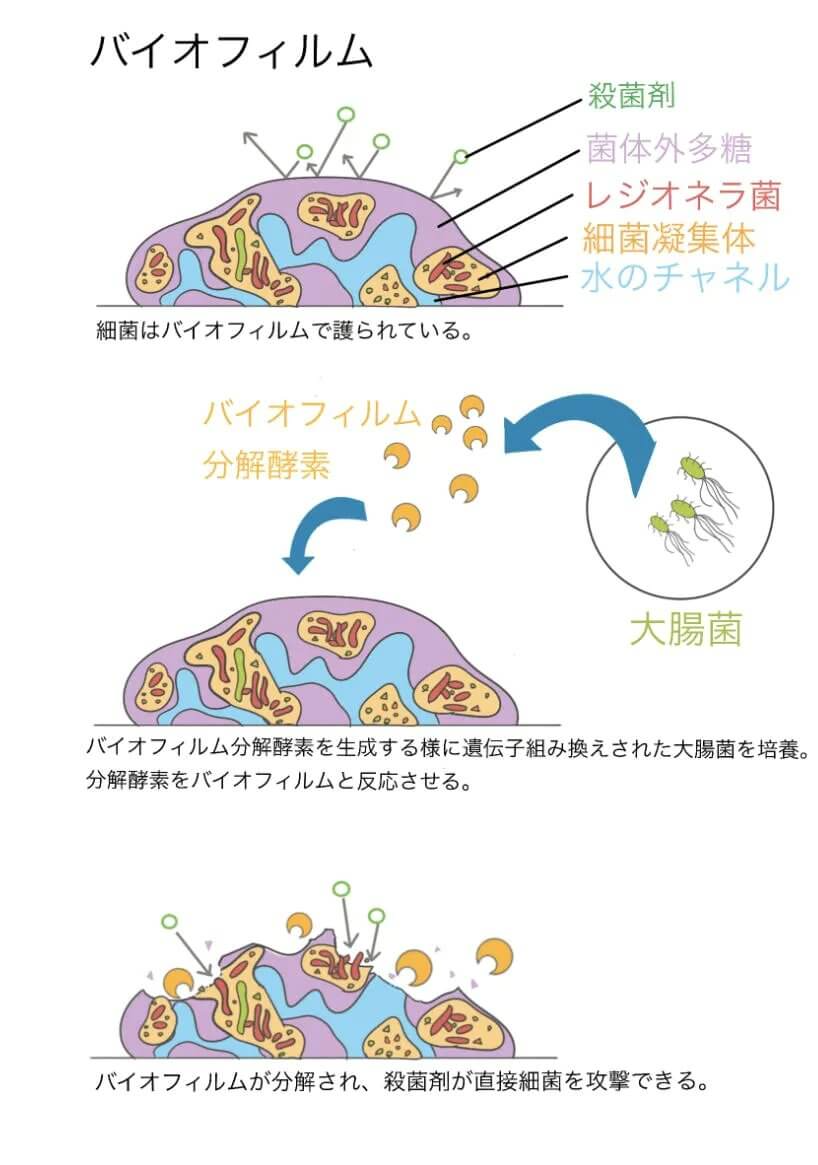 バイオフィルム
殺菌剤
菌体外多糖
レジオネラ菌
細菌凝集体
水のチャネル
細菌はバイオフィルムで護られている。
バイオフィルム
分解酵素
大腸菌
バイオフィルム分解酵素を生成する様に遺伝子組み換えされた大腸菌を培養。
分解酵素をバイオフィルムと反応させる。
バイオフィルムが分解され、殺菌剤が直接細菌を攻撃できる。